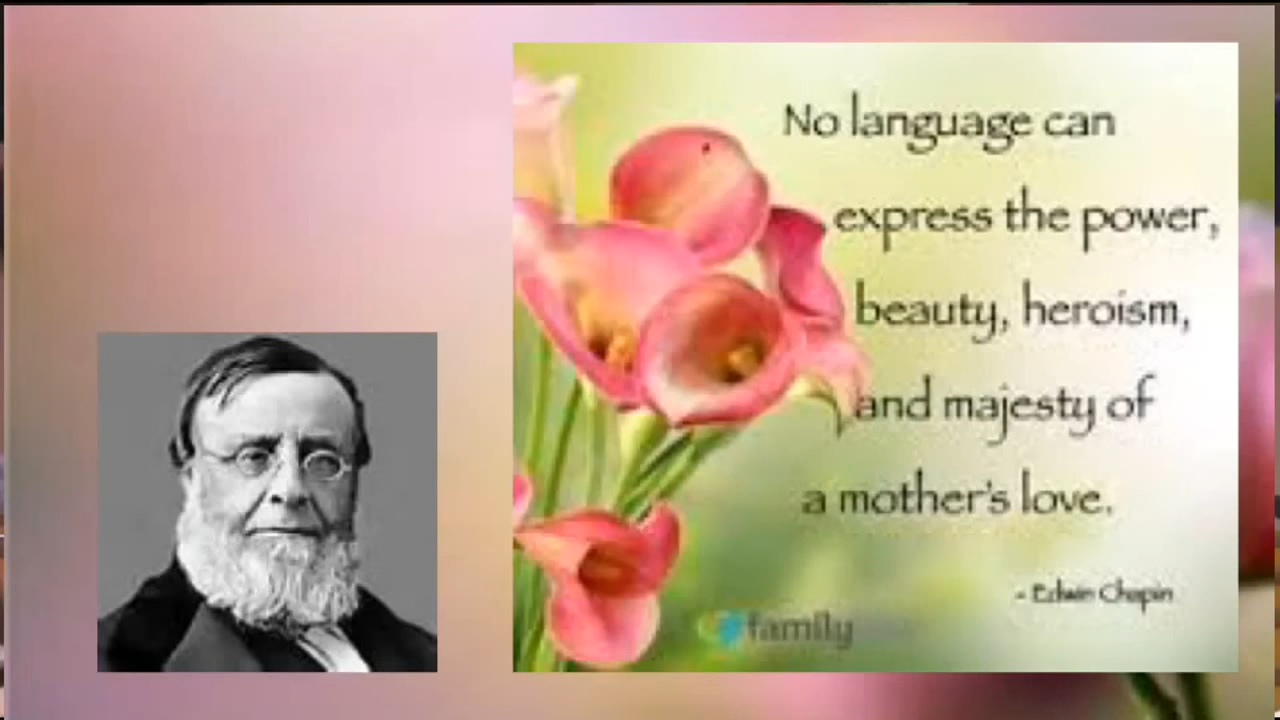 No language can
express the power,
beauty, heroism,
and majesty of
a mother's love.
- Edwin Chapin
family